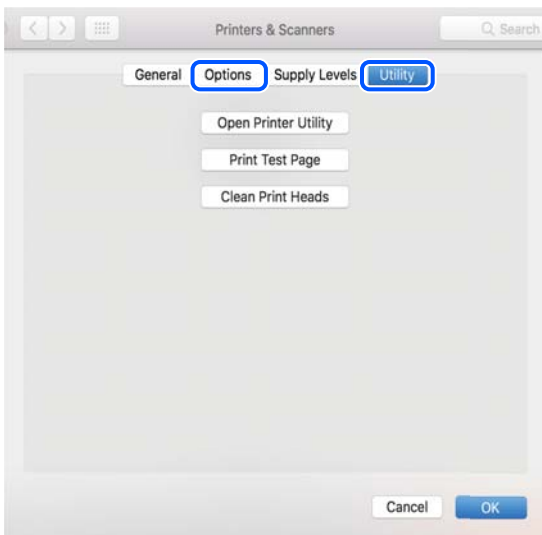 Printers & Scanners Search
General Options Supply Levels Utility
Open Printer Utility
Print Test Page
Clean Print Heads
Cancel OK